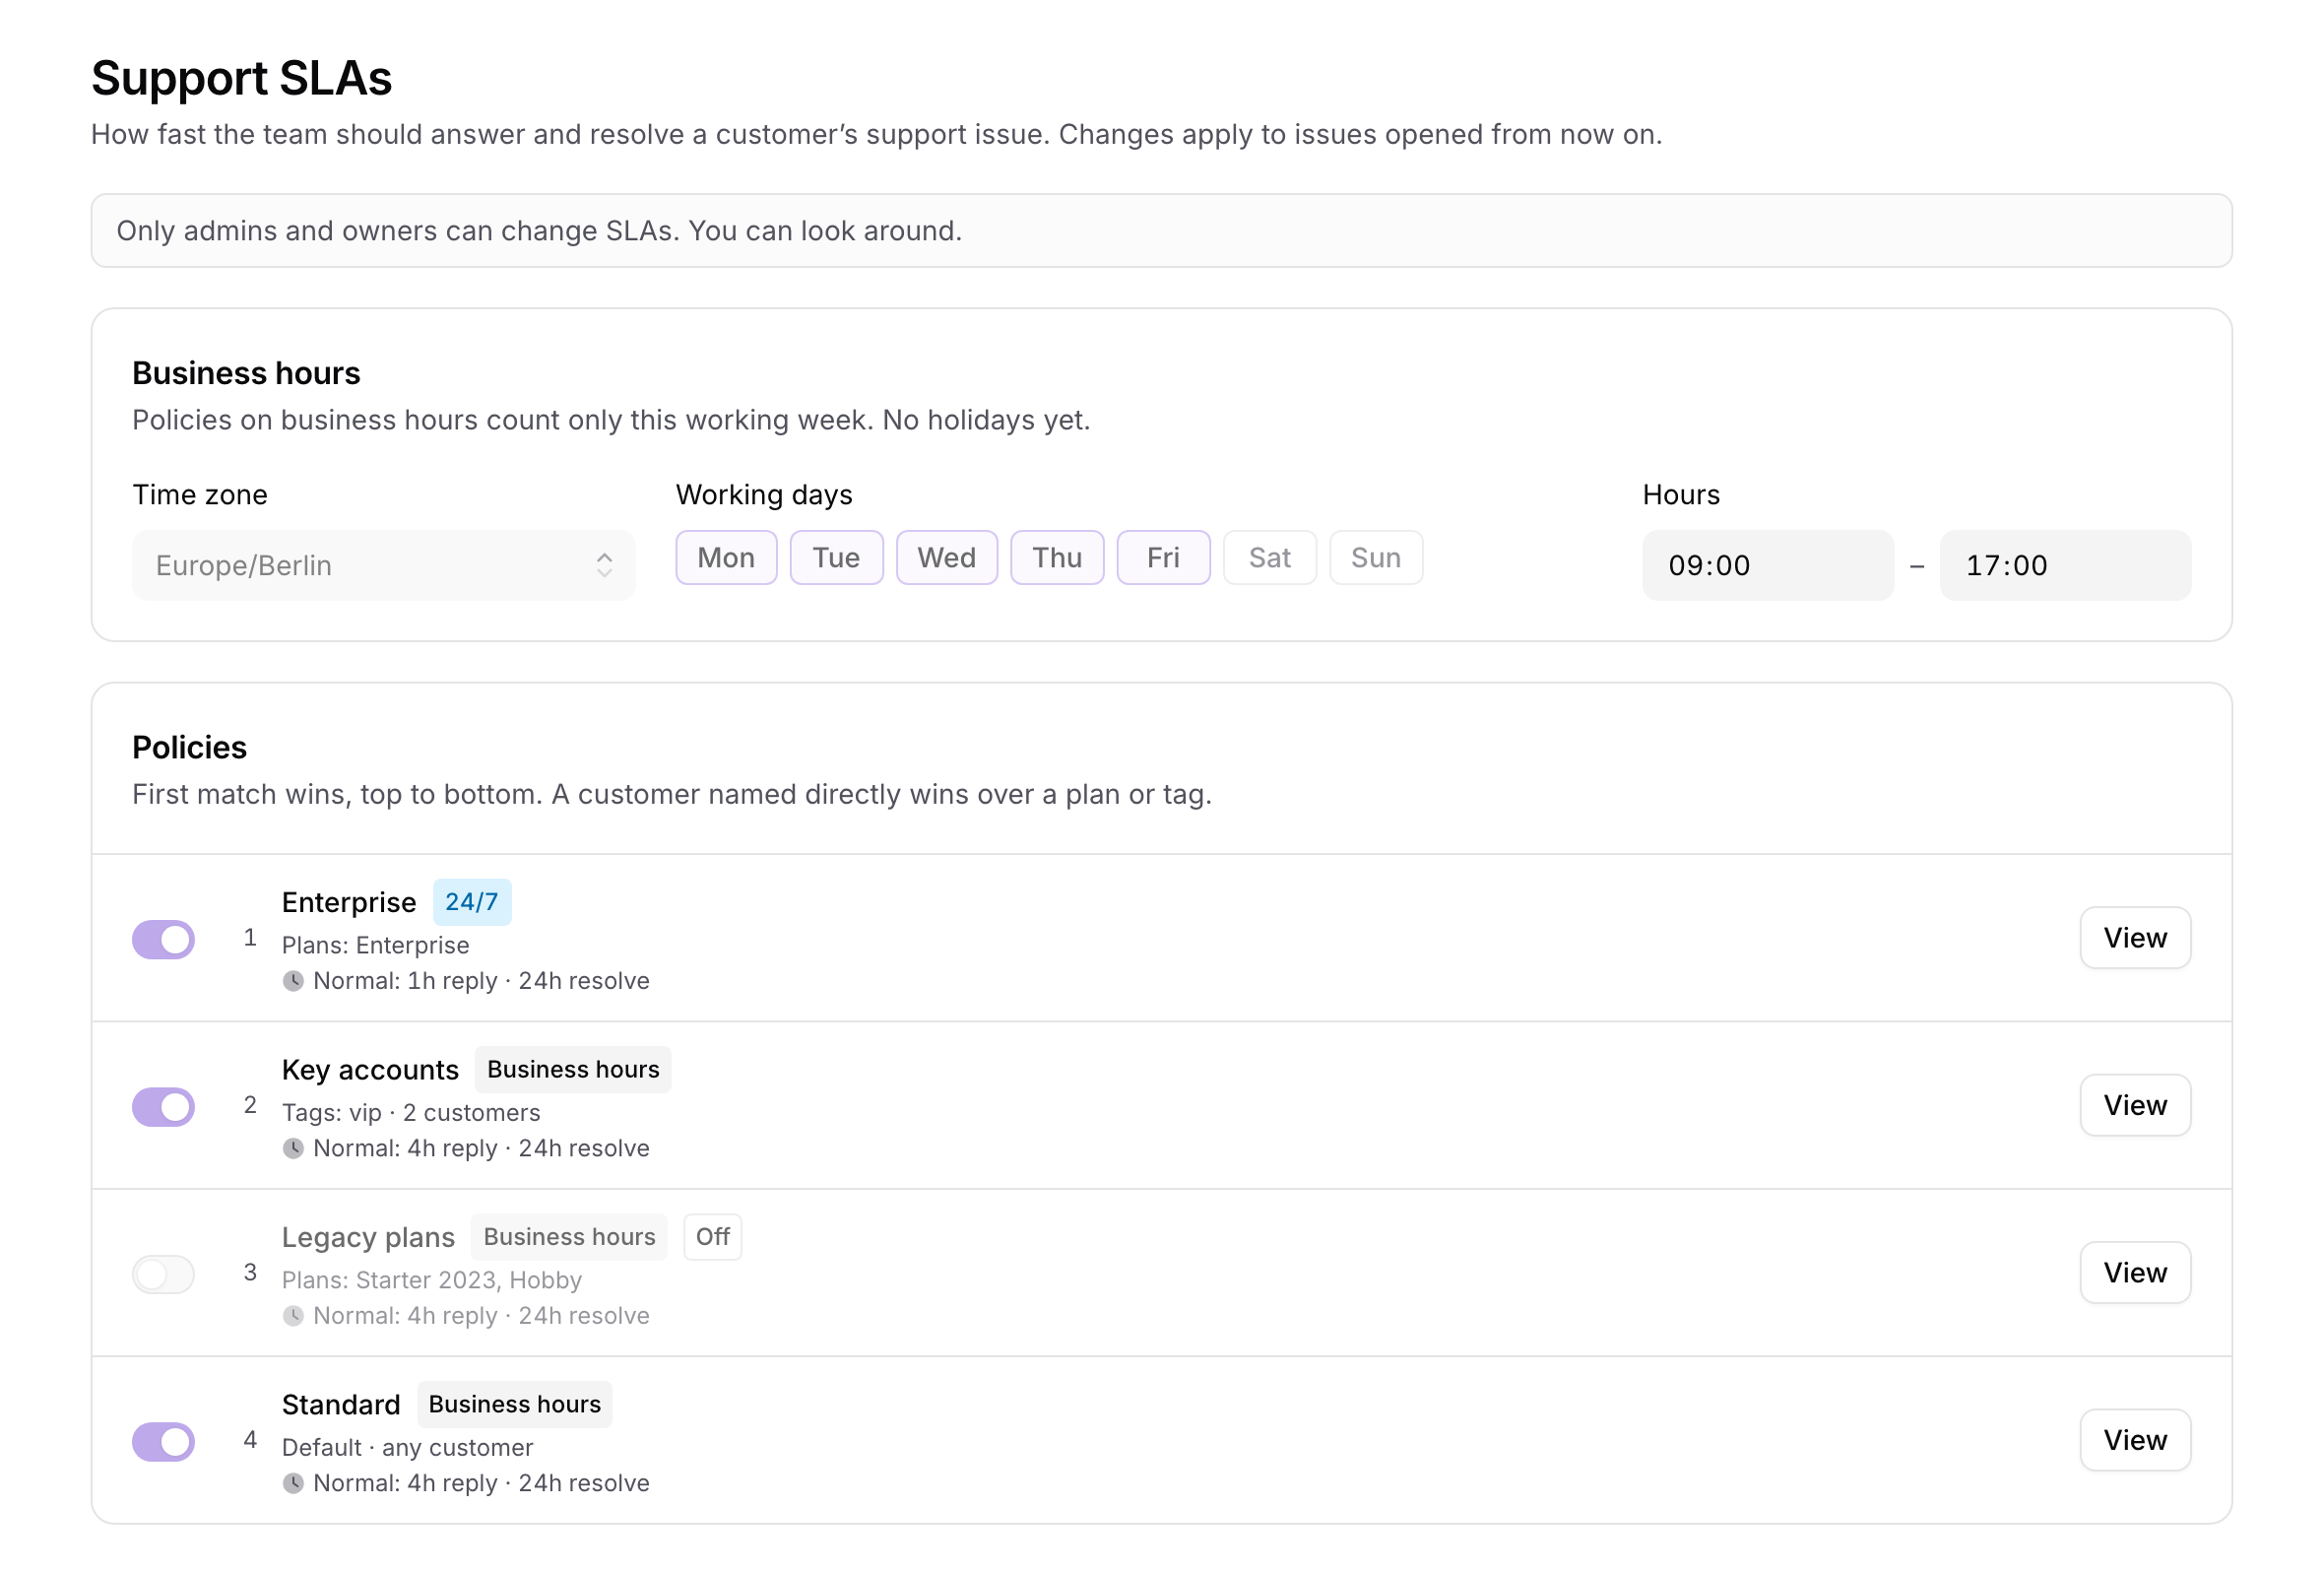 Support SLAs
How fast the team should answer and resolve a customer’s support issue. Changes apply to issues opened from now on.
Only admins and owners can change SLAs. You can look around.
Business hours
Policies on business hours count only this working week. No holidays yet.
Time zone
Working days
Hours
Europe/Berlin
Mon Tue Wed Thu Fri Sat Sun
09:00 – 17:00
Policies
First match wins, top to bottom. A customer named directly wins over a plan or tag.
Enterprise 24/7
1
Plans: Enterprise
Normal: 1h reply · 24h resolve
View
Key accounts Business hours
2
Tags: vip · 2 customers
Normal: 4h reply · 24h resolve
View
Legacy plans Business hours Off
3
Plans: Starter 2023, Hobby
Normal: 4h reply · 24h resolve
View
Standard Business hours
4
Default · any customer
Normal: 4h reply · 24h resolve
View